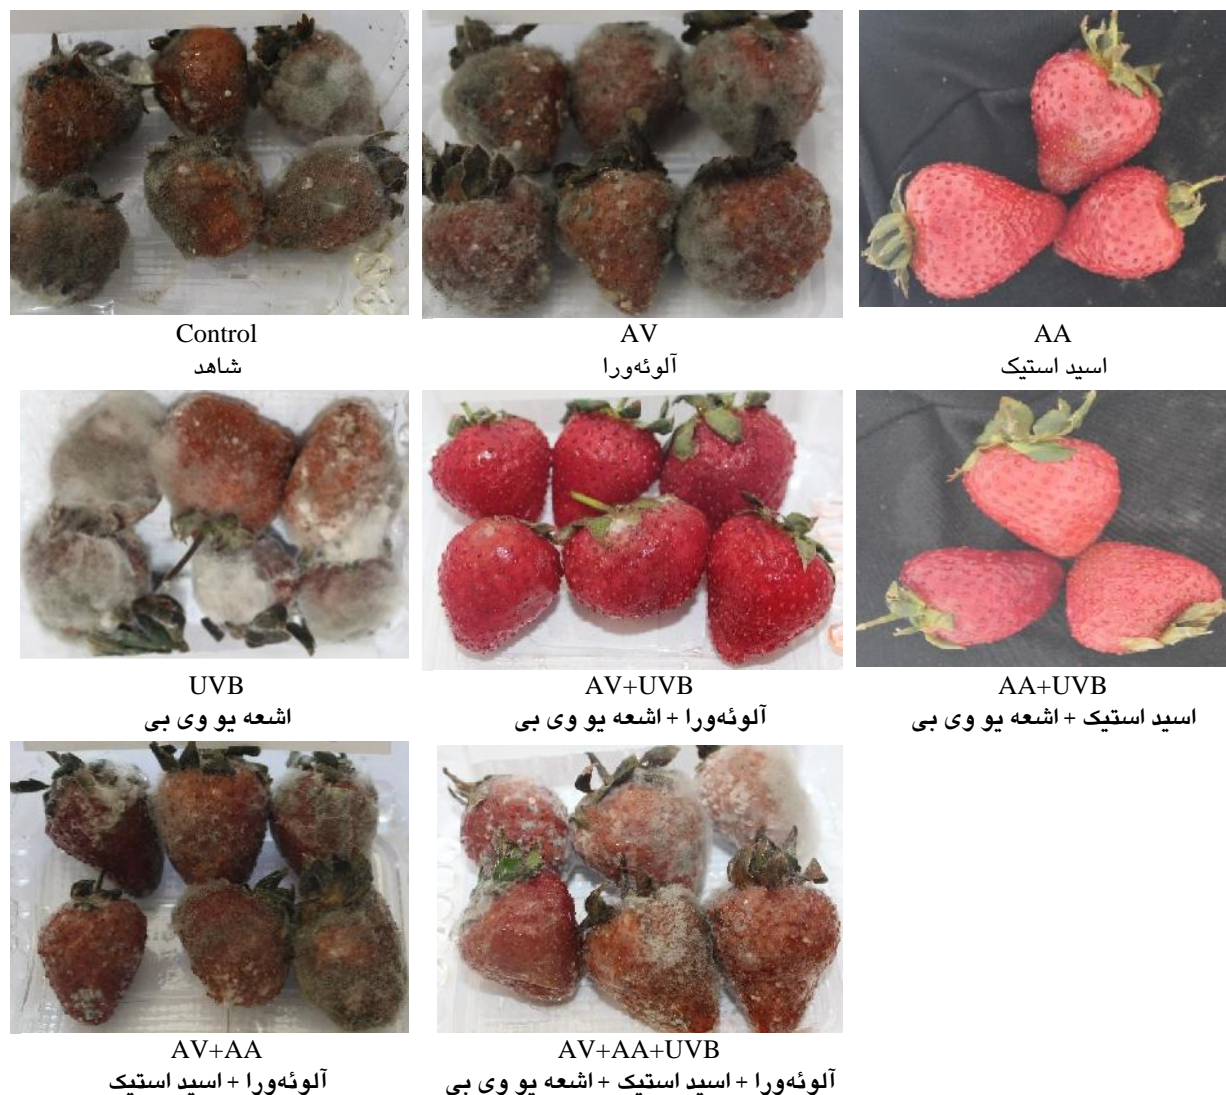 Control
شاهد
AV
آلوئه‌ورا
AA
اسید استیک
UVB
اشعه یو وی بی
AV+UVB
آلوئه‌ورا + اشعه یو وی بی
AA+UVB
اسید استیک + اشعه یو وی بی
AV+AA
آلوئه‌ورا + اسید استیک
AV+AA+UVB
آلوئه‌ورا + اسید استیک + اشعه یو وی بی